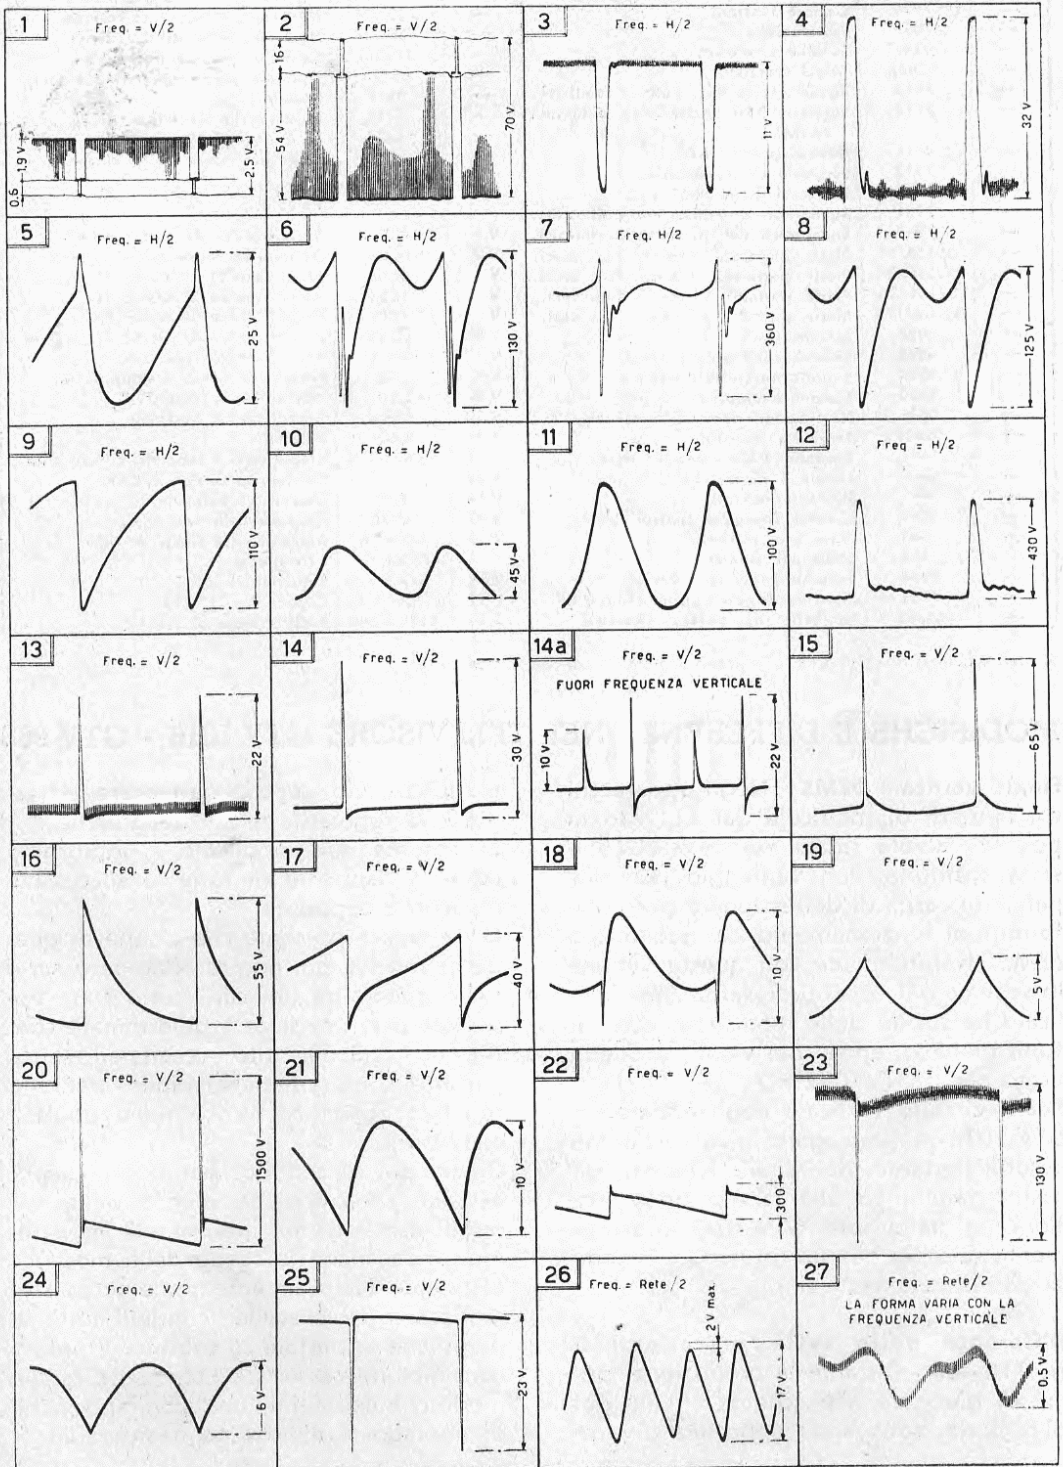 1
Freq. = V/2
0.6
1.9 V
2.5 V
2
Freq. = V/2
16
54 V
70 V
3
Freq. = H/2
11 V
4
Freq. = H/2
32 V
5
Freq. = H/2
25 V
6
Freq. = H/2
130 V
7
Freq. H/2
360 V
8
Freq. = H/2
125 V
9
Freq. = H/2
110 V
10
Freq. = H/2
45 V
11
Freq. = H/2
100 V
12
Freq. = H/2
430 V
13
Freq. = V/2
22 V
14
Freq. = V/2
30 V
14a
Freq. = V/2
FUORI FREQUENZA VERTICALE
10 V
22 V
15
Freq. = V/2
65 V
16
Freq. = V/2
55 V
17
Freq. = V/2
40 V
18
Freq. = V/2
10 V
19
Freq. = V/2
5 V
20
Freq. = V/2
1500 V
21
Freq. = V/2
10 V
22
Freq. = V/2
300
23
Freq. = V/2
130 V
24
Freq. = V/2
6 V
25
Freq. = V/2
23 V
26
Freq. = Rete/2
2 V max
17 V
27
Freq. = Rete/2
LA FORMA VARIA CON LA
FREQUENZA VERTICALE
0,5 V